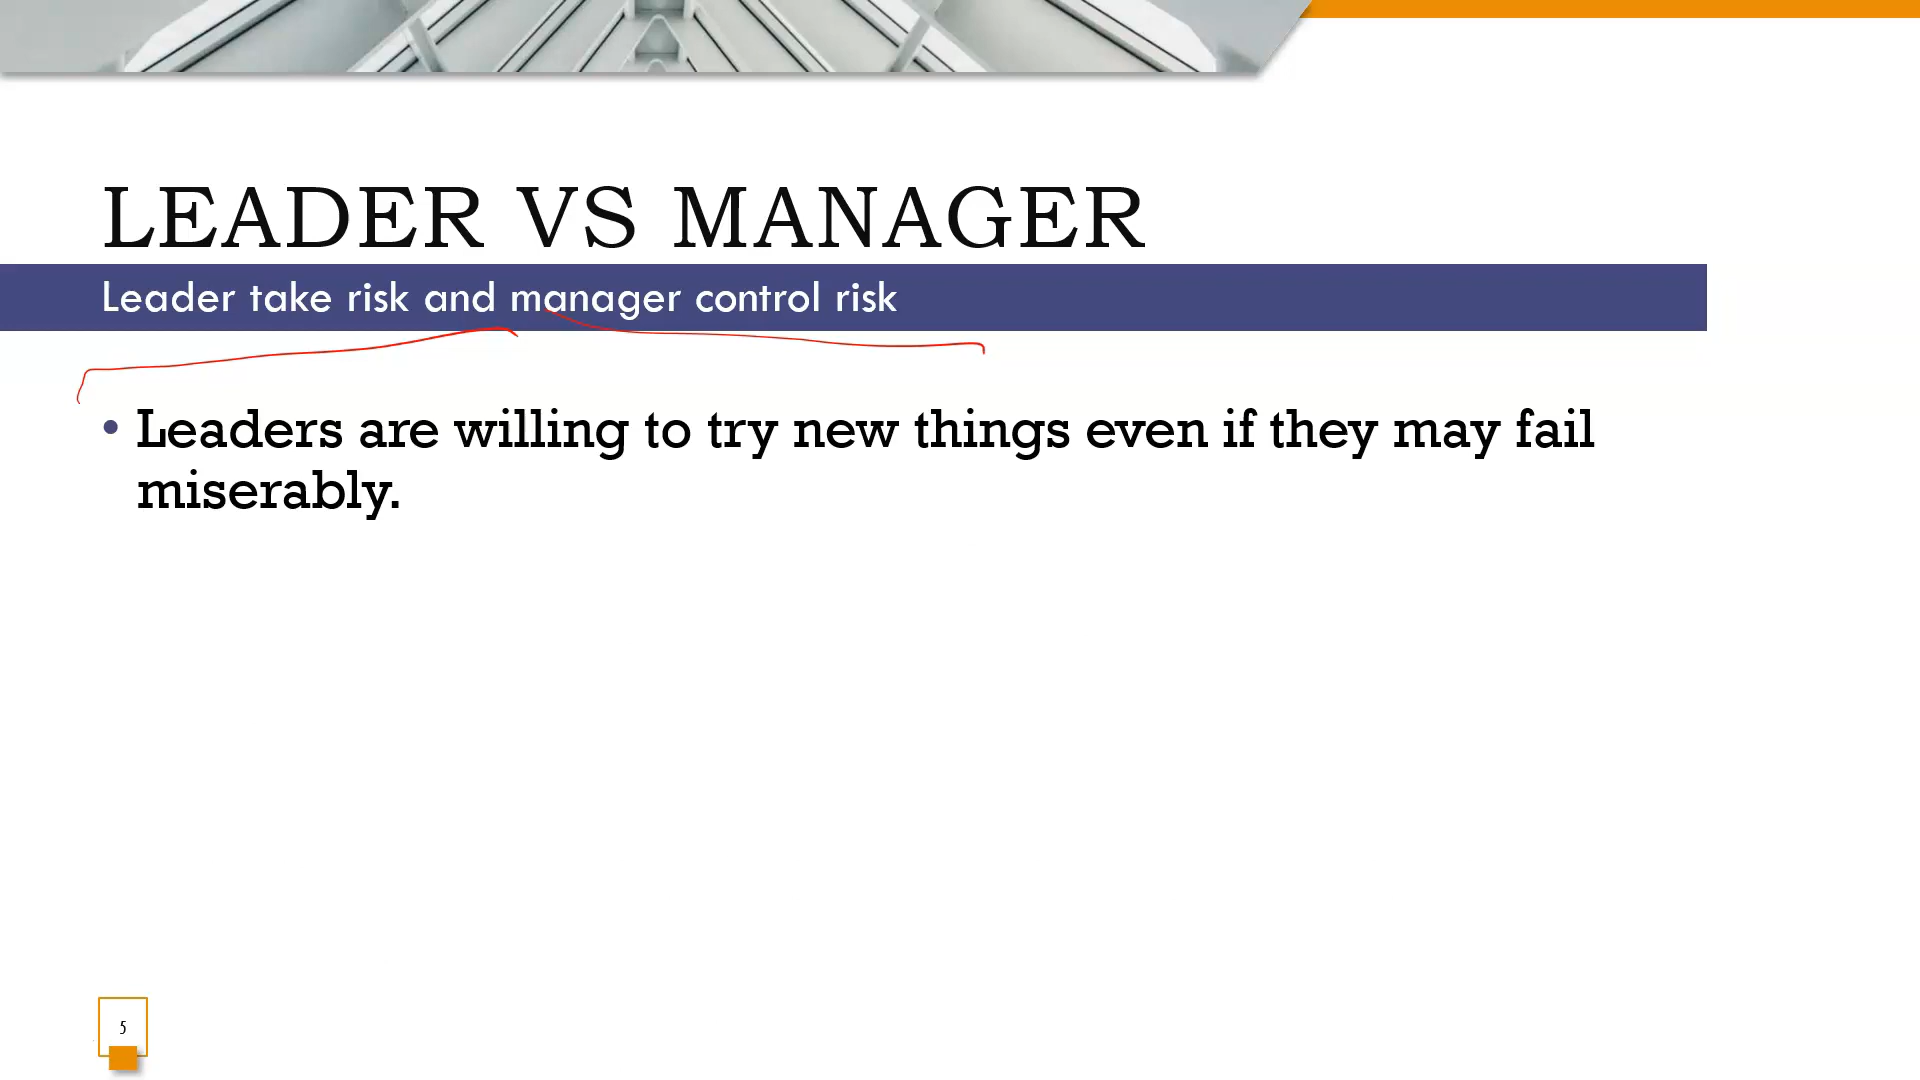 LEADER VS MANAGER
Leader take risk and manager control risk
• Leaders are willing to try new things even if they may fail
miserably.
5